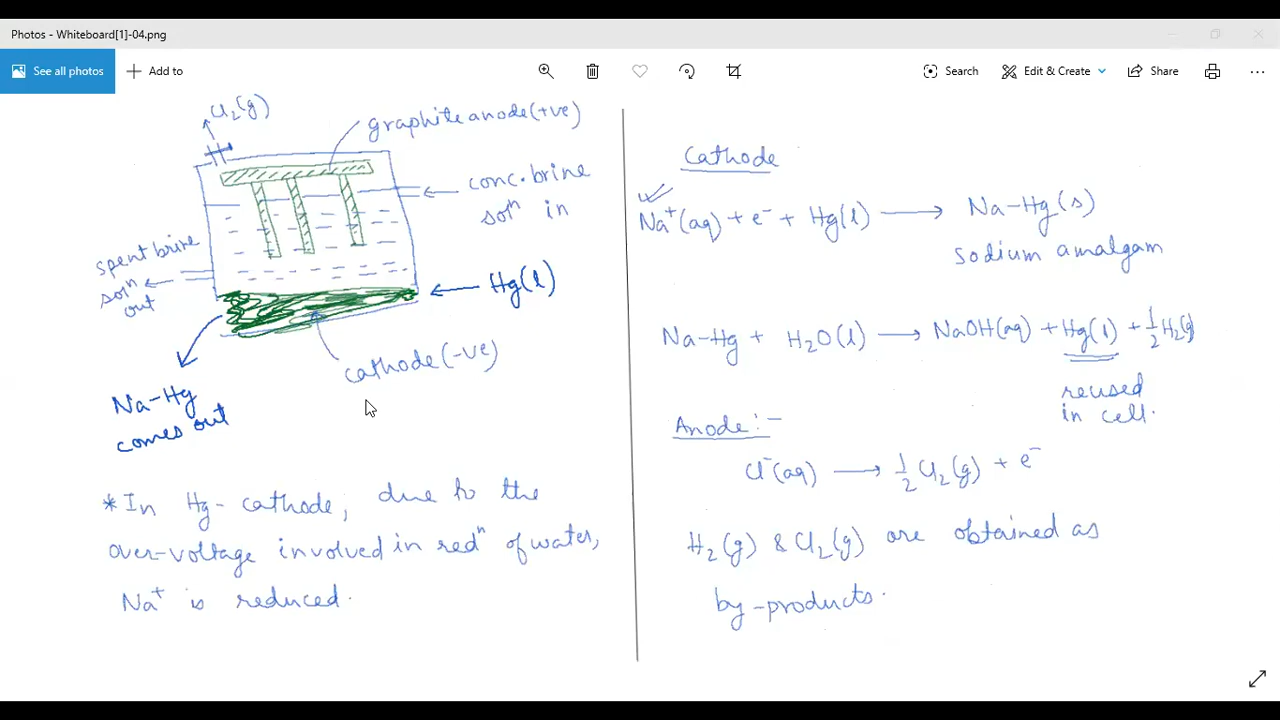 Photos - Whiteboard[1]-04.png
See all photos
Add to
Search
Edit & Create
Share
Cl2(g)
graphite anode(+ve)
conc. brine
solⁿ in
spent brine
solⁿ
out
Hg(l)
cathode(-ve)
Na-Hg
comes out
*In Hg-cathode, due to the
over-voltage involved in redⁿ of water,
Na⁺ is reduced.
Cathode
Na⁺(aq) + e⁻ + Hg(l) → Na-Hg(s)
sodium amalgam
Na-Hg + H₂O(l) → NaOH(aq) + Hg(l) + ½H₂(g)
reused
in cell.
Anode:-
Cl⁻(aq) → ½Cl₂(g) + e⁻
H₂(g) & Cl₂(g) are obtained as
by-products.